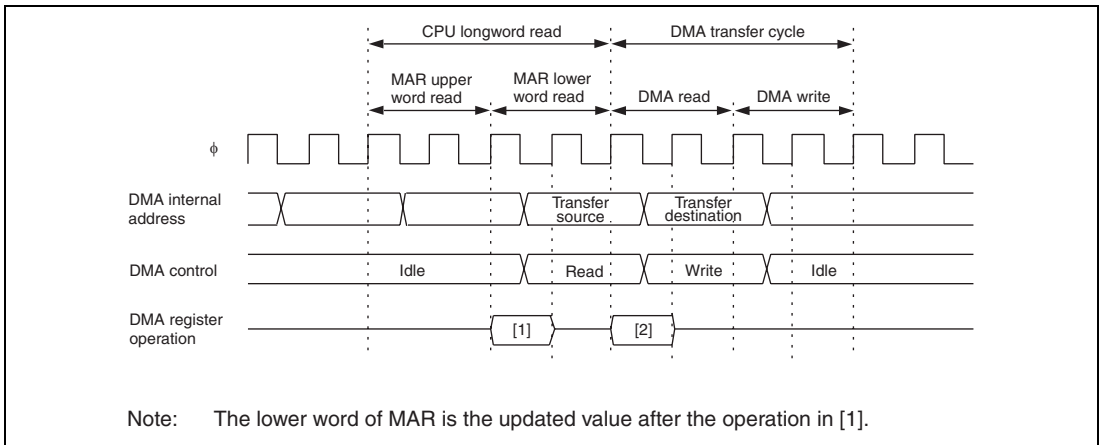 CPU longword read DMA transfer cycle
MAR upper MAR lower
word read word read DMA read DMA write
ϕ
DMA internal
address
Transfer
source
Transfer
destination
DMA control Idle Read Write Idle
DMA register
operation
[1] [2]
Note: The lower word of MAR is the updated value after the operation in [1].